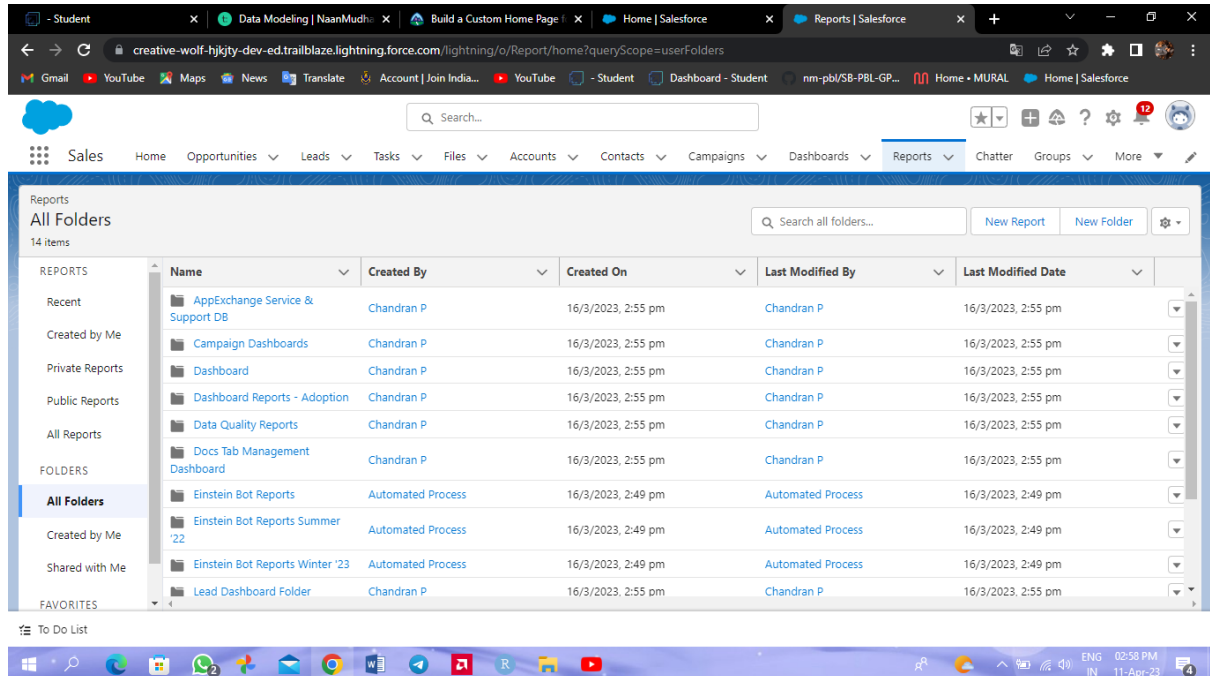 - Student
Data Modeling | NaanMudha
Build a Custom Home Page f
Home | Salesforce
Reports | Salesforce
creative-wolf-hjkjty-dev-ed.trailblaze.lightning.force.com/lightning/o/Report/home?queryScope=userFolders
Gmail YouTube Maps News Translate Account | Join India... YouTube - Student Dashboard - Student nm-pbl/SB-PBL-GP... Home • MURAL Home | Salesforce
Search... 12
Sales Home Opportunities Leads Tasks Files Accounts Contacts Campaigns Dashboards Reports Chatter Groups More
Reports
All Folders
14 items
Search all folders... New Report New Folder
REPORTS
Recent
Created by Me
Private Reports
Public Reports
All Reports
FOLDERS
All Folders
Created by Me
Shared with Me
FAVORITES
Name Created By Created On Last Modified By Last Modified Date
AppExchange Service &
Support DB Chandran P 16/3/2023, 2:55 pm Chandran P 16/3/2023, 2:55 pm
Campaign Dashboards Chandran P 16/3/2023, 2:55 pm Chandran P 16/3/2023, 2:55 pm
Dashboard Chandran P 16/3/2023, 2:55 pm Chandran P 16/3/2023, 2:55 pm
Dashboard Reports - Adoption Chandran P 16/3/2023, 2:55 pm Chandran P 16/3/2023, 2:55 pm
Data Quality Reports Chandran P 16/3/2023, 2:55 pm Chandran P 16/3/2023, 2:55 pm
Docs Tab Management
Dashboard Chandran P 16/3/2023, 2:55 pm Chandran P 16/3/2023, 2:55 pm
Einstein Bot Reports Automated Process 16/3/2023, 2:49 pm Automated Process 16/3/2023, 2:49 pm
Einstein Bot Reports Summer
'22 Automated Process 16/3/2023, 2:49 pm Automated Process 16/3/2023, 2:49 pm
Einstein Bot Reports Winter '23 Automated Process 16/3/2023, 2:49 pm Automated Process 16/3/2023, 2:49 pm
Lead Dashboard Folder Chandran P 16/3/2023, 2:55 pm Chandran P 16/3/2023, 2:55 pm
To Do List
2
R
ENG 02:58 PM
IN 11-Apr-23
4